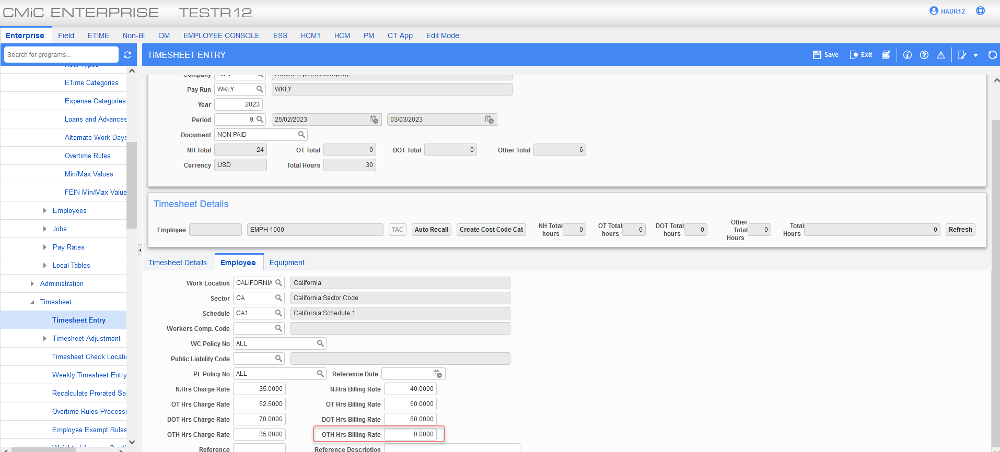 CMiC ENTERPRISE TESTR12
HADR12
Enterprise Field ETIME Non-BI OM EMPLOYEE CONSOLE ESS HCM1 HCM PM CT App Edit Mode
Search for programs...
TIMESHEET ENTRY
Save Exit
Hour Types
ETime Categories
Expense Categories
Loans and Advances
Alternate Work Days
Overtime Rules
Min/Max Values
FEIN Min/Max Value
Employees
Jobs
Pay Rates
Local Tables
Administration
Timesheet
Timesheet Entry
Timesheet Adjustment
Timesheet Check Locati
Weekly Timesheet Entry
Recalculate Prorated Sa
Overtime Rules Processi
Employee Exempt Rules
Company payroll company
Pay Run WKLY WKLY
Year 2023
Period 9 25/02/2023 03/03/2023
Document NON PAID
NH Total 24 OT Total 0 DOT Total 0 Other Total 6
Currency USD Total Hours 30
Timesheet Details
Employee EMPH 1000 TAC Auto Recall Create Cost Code Cat NH Total hours 0 OT Total hours 0 DOT Total hours 0 Other Total Hours 0 Total Hours 0 Refresh
Timesheet Details Employee Equipment
Work Location CALIFORNIA California
Sector CA California Sector Code
Schedule CA1 California Schedule 1
Workers Comp. Code
WC Policy No ALL
Public Liability Code
PL Policy No ALL Reference Date
N.Hrs Charge Rate 35.0000 N.Hrs Billing Rate 40.0000
OT Hrs Charge Rate 52.5000 OT Hrs Billing Rate 60.0000
DOT Hrs Charge Rate 70.0000 DOT Hrs Billing Rate 80.0000
OTH Hrs Charge Rate 35.0000 OTH Hrs Billing Rate 0.0000
Reference Reference Description